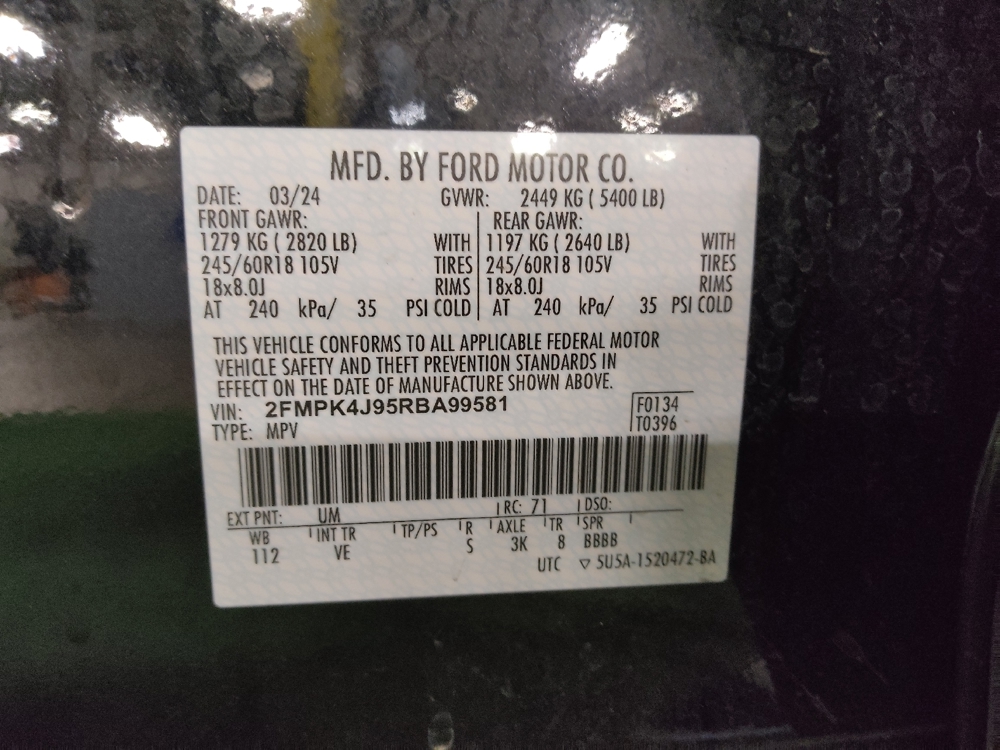 MFD. BY FORD MOTOR CO.
DATE: 03/24 GVWR: 2449 KG ( 5400 LB)
FRONT GAWR: REAR GAWR:
1279 KG ( 2820 LB) WITH 1197 KG ( 2640 LB) WITH
245/60R18 105V TIRES 245/60R18 105V TIRES
18x8.0J RIMS 18x8.0J RIMS
AT 240 kPa/ 35 PSI COLD AT 240 kPa/ 35 PSI COLD
THIS VEHICLE CONFORMS TO ALL APPLICABLE FEDERAL MOTOR
VEHICLE SAFETY AND THEFT PREVENTION STANDARDS IN
EFFECT ON THE DATE OF MANUFACTURE SHOWN ABOVE.
VIN: 2FMPK4J95RBA99581 F0134
TYPE: MPV T0396
EXT PNT: UM RC: 71 DSO:
WB INT TR TP/PS R AXLE TR SPR
112 VE S 3K 8 BBBB
UTC ▽ SU5A-1520472-BA